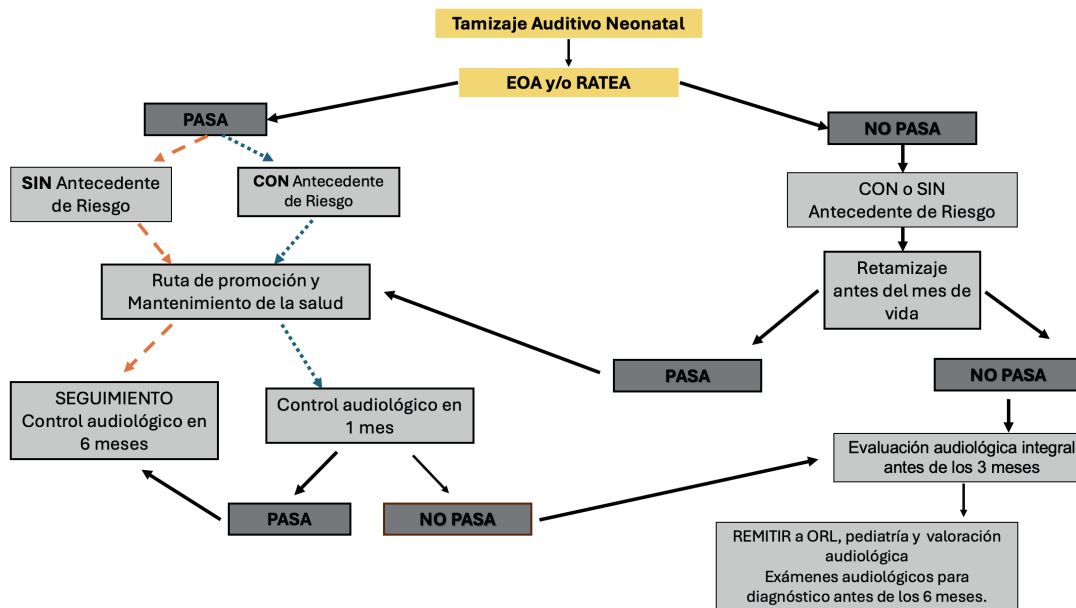 Tamizaje Auditivo Neonatal
EOA y/o RATEA
PASA
NO PASA
SIN Antecedente
de Riesgo
CON Antecedente
de Riesgo
CON o SIN
Antecedente de Riesgo
Ruta de promoción y
Mantenimiento de la salud
Retamizaje
antes del mes de
vida
PASA
NO PASA
SEGUIMIENTO
Control audiológico en
6 meses
Control audiológico en
1 mes
Evaluación audiológica integral
antes de los 3 meses
PASA
NO PASA
REMITIR a ORL, pediatría y valoración
audiológica
Exámenes audiológicos para
diagnóstico antes de los 6 meses.